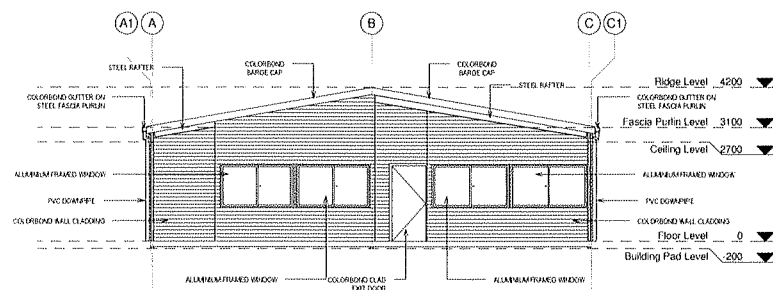 A1 A B C C1
COLORBOND
BARGE CAP
COLORBOND
BARGE CAP
STEEL RAFTER
STEEL RAFTER
Ridge Level 4200
COLORBOND GUTTER ON
STEEL FASCIA PURLIN
COLORBOND GUTTER ON
STEEL FASCIA PURLIN
Fascia Purlin Level 3100
Ceiling Level 2700
ALUMINIUM FRAMED WINDOW
ALUMINIUM FRAMED WINDOW
PVC DOWNPIPE
PVC DOWNPIPE
COLORBOND WALL CLADDING
COLORBOND WALL CLADDING
Floor Level 0
Building Pad Level -200
ALUMINIUM FRAMED WINDOW
COLORBOND CLAD
EXIT DOOR
ALUMINIUM FRAMED WINDOW